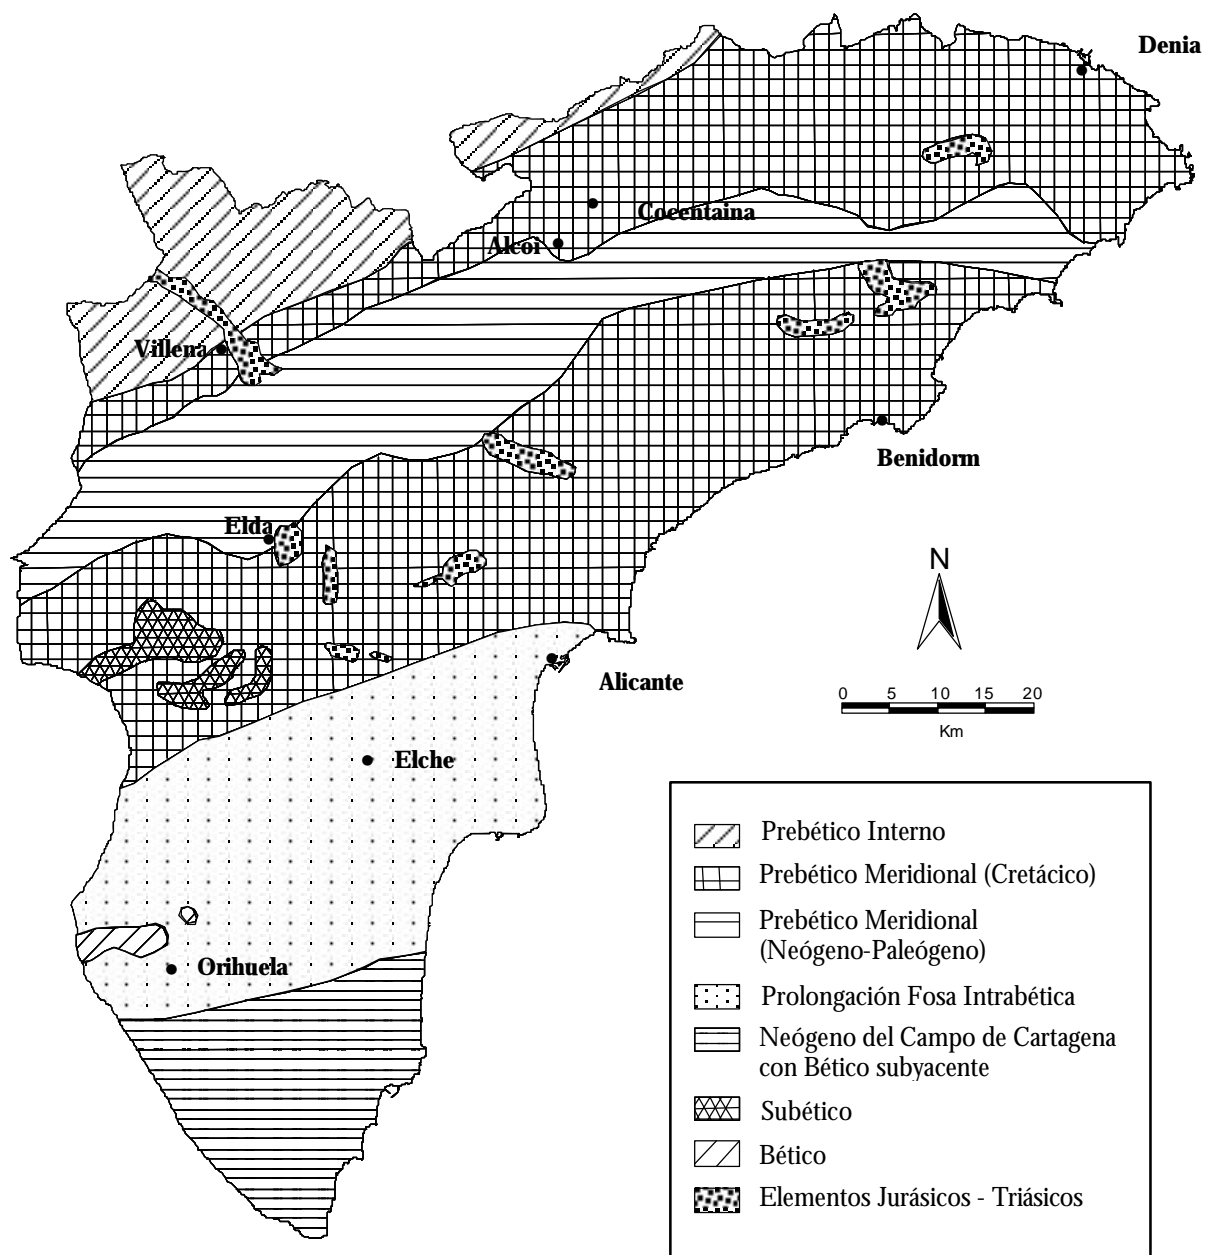 Denia
Cocentaina
Alcoi
Villena
Benidorm
Elda
N
Alicante
0 5 10 15 20
Km
Elche
Orihuela
Prebético Interno
Prebético Meridional (Cretácico)
Prebético Meridional
(Neógeno-Paleógeno)
Prolongación Fosa Intrabética
Neógeno del Campo de Cartagena
con Bético subyacente
Subético
Bético
Elementos Jurásicos - Triásicos